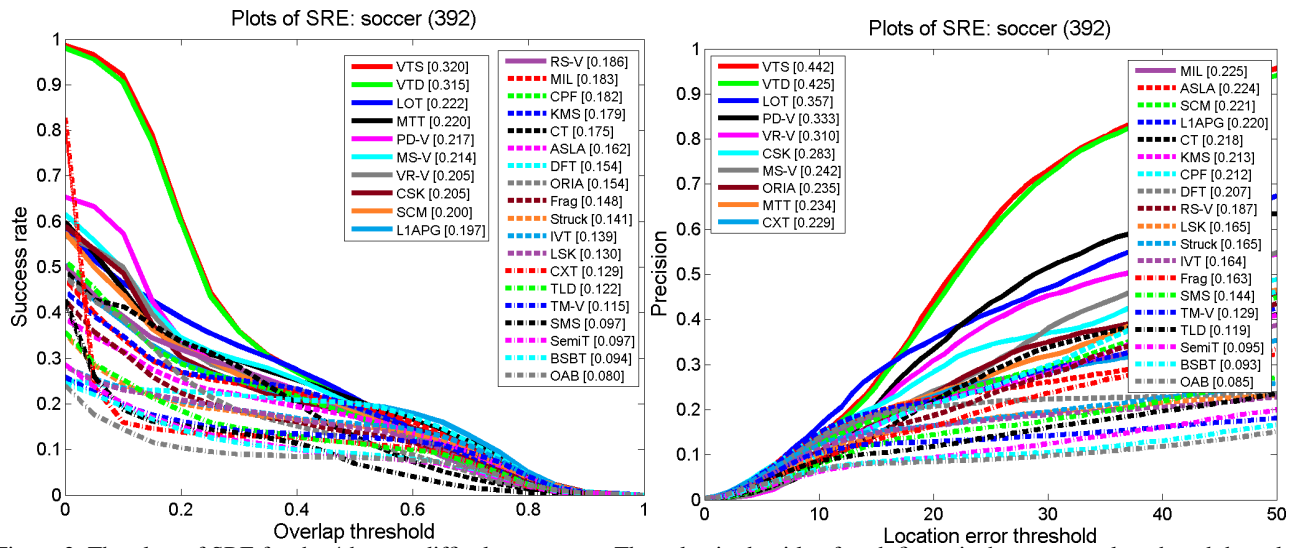 Plots of SRE: soccer (392)
1
0.9
0.8
0.7
0.6
0.5
0.4
0.3
0.2
0.1
0
Success rate
0
0.2
0.4
0.6
0.8
1
Overlap threshold
VTS [0.320]
VTD [0.315]
LOT [0.222]
MTT [0.220]
PD-V [0.217]
MS-V [0.214]
VR-V [0.205]
CSK [0.205]
SCM [0.200]
L1APG [0.197]
RS-V [0.186]
MIL [0.183]
CPF [0.182]
KMS [0.179]
CT [0.175]
ASLA [0.162]
DFT [0.154]
ORIA [0.154]
Frag [0.148]
Struck [0.141]
IVT [0.139]
LSK [0.130]
CXT [0.129]
TLD [0.122]
TM-V [0.115]
SMS [0.097]
SemiT [0.097]
BSBT [0.094]
OAB [0.080]
Plots of SRE: soccer (392)
1
0.9
0.8
0.7
0.6
0.5
0.4
0.3
0.2
0.1
0
Precision
0
10
20
30
40
50
Location error threshold
VTS [0.442]
VTD [0.425]
LOT [0.357]
PD-V [0.333]
VR-V [0.310]
CSK [0.283]
MS-V [0.242]
ORIA [0.235]
MTT [0.234]
CXT [0.229]
MIL [0.225]
ASLA [0.224]
SCM [0.221]
L1APG [0.220]
CT [0.218]
KMS [0.213]
CPF [0.212]
DFT [0.207]
RS-V [0.187]
LSK [0.165]
Struck [0.165]
IVT [0.164]
Frag [0.163]
SMS [0.144]
TM-V [0.129]
TLD [0.119]
SemiT [0.095]
BSBT [0.093]
OAB [0.085]